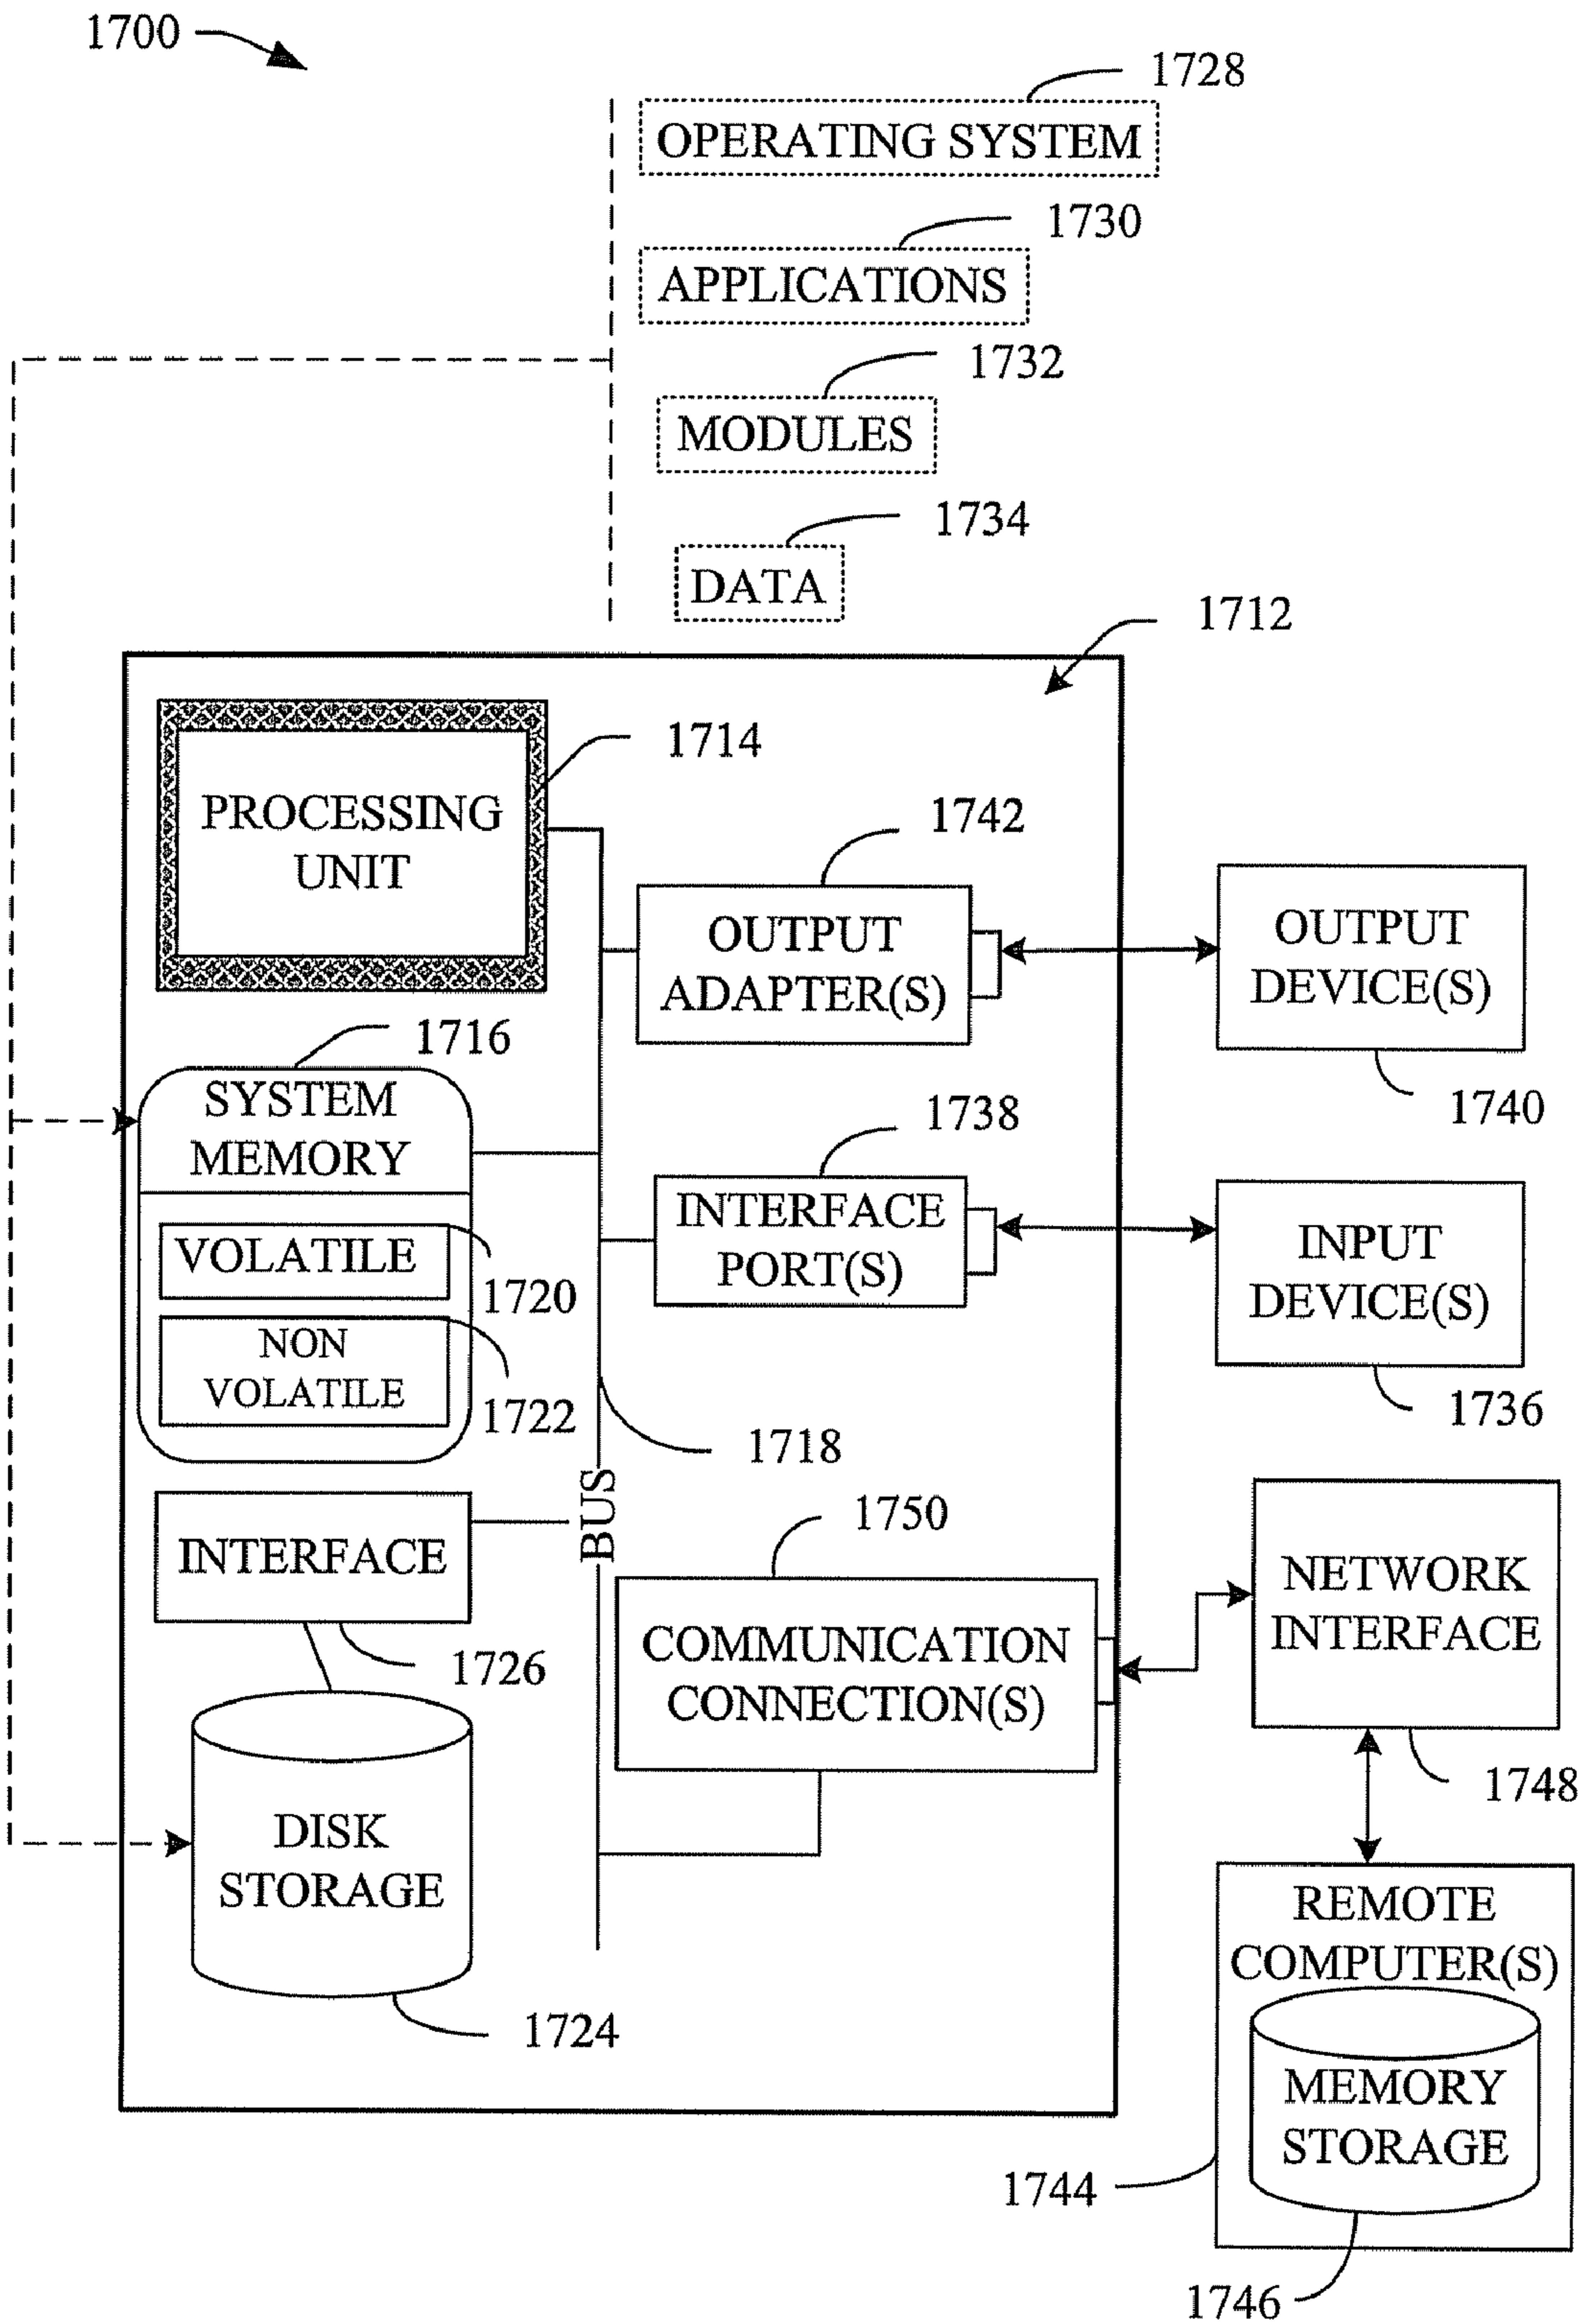 1700
1728
OPERATING SYSTEM
1730
APPLICATIONS
1732
MODULES
1734
DATA
1712
1714
PROCESSING
UNIT
1742
OUTPUT
ADAPTER(S)
OUTPUT
DEVICE(S)
1740
1716
SYSTEM
MEMORY
VOLATILE
1720
NON
VOLATILE
1722
1738
INTERFACE
PORT(S)
INPUT
DEVICE(S)
1736
1718
BUS
INTERFACE
1726
1750
COMMUNICATION
CONNECTION(S)
NETWORK
INTERFACE
1748
DISK
STORAGE
1724
REMOTE
COMPUTER(S)
MEMORY
STORAGE
1744
1746